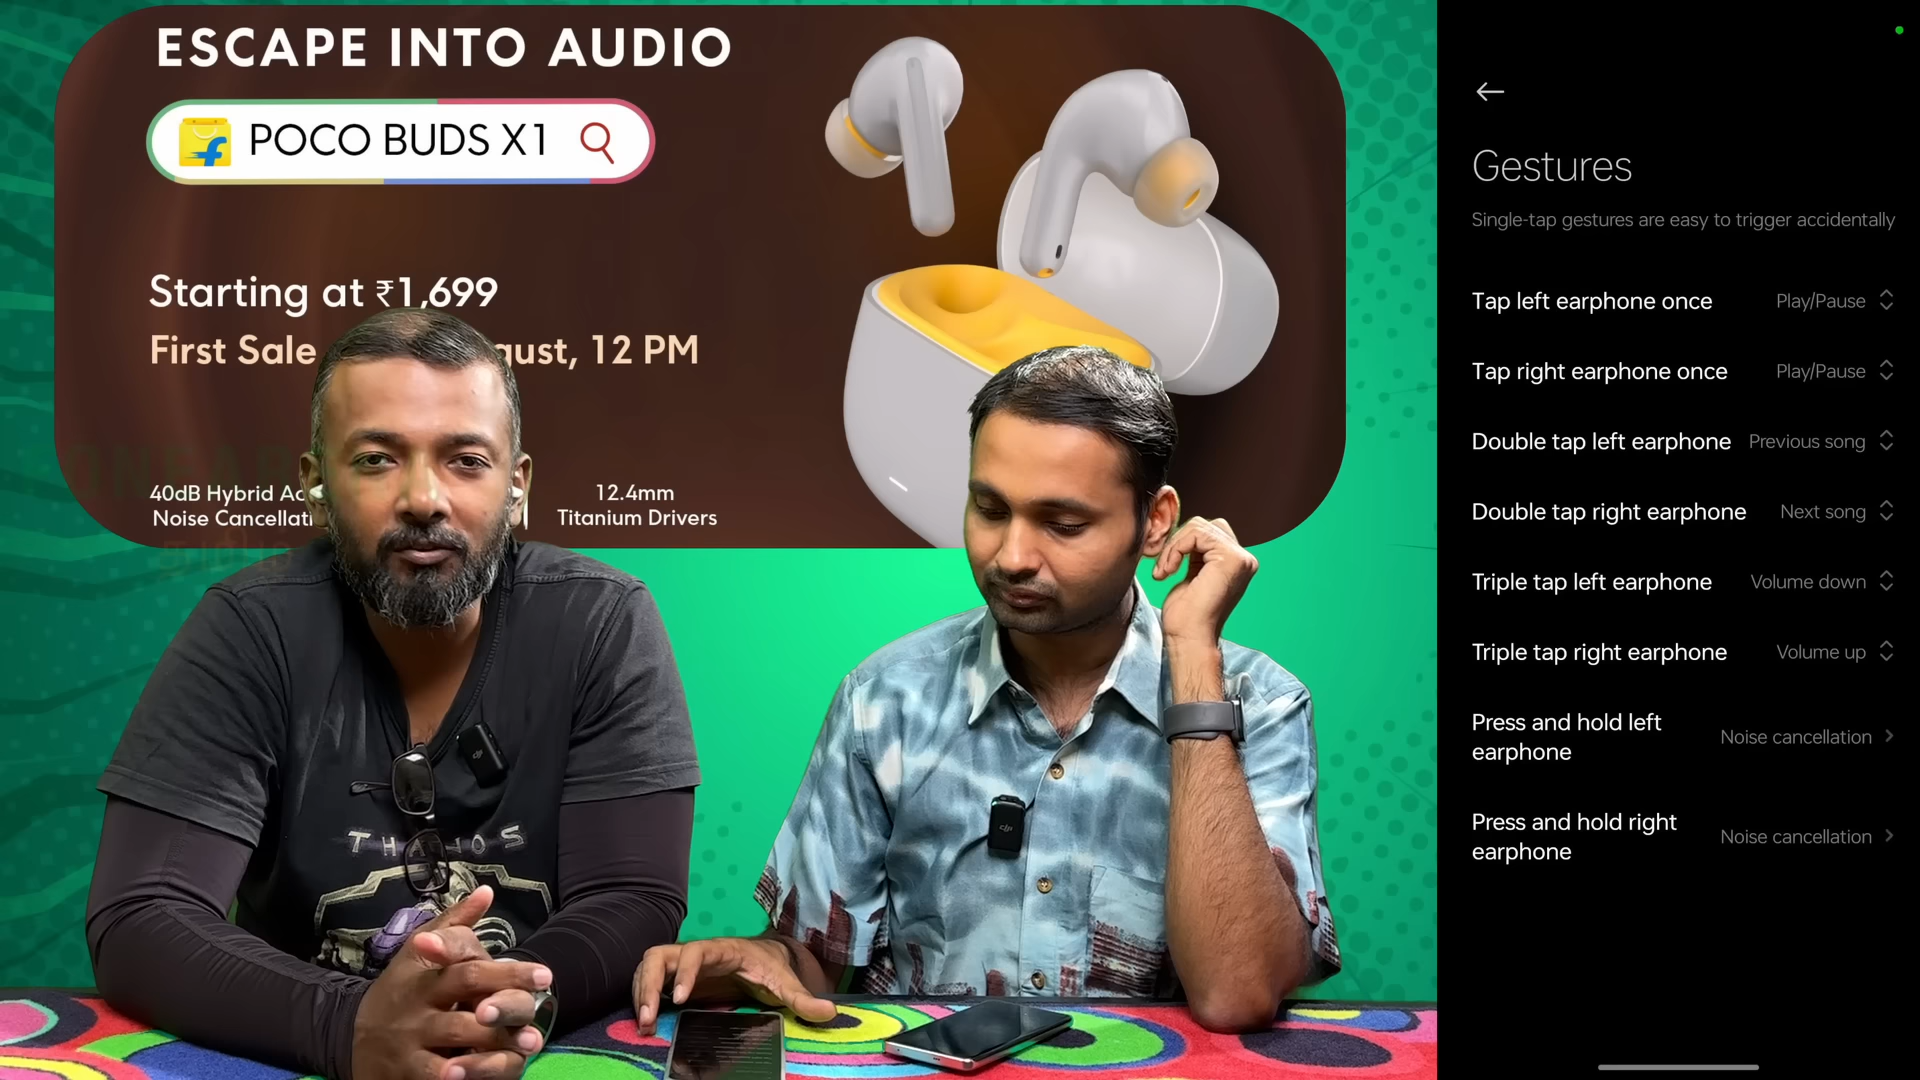 ESCAPE INTO AUDIO
POCO BUDS X1
Starting at ₹1,699
First Sale gust, 12 PM
40dB Hybrid Ac
Noise Cancellati
12.4mm
Titanium Drivers
THANOS
dji
Gestures
Single-tap gestures are easy to trigger accidentally
Tap left earphone once Play/Pause
Tap right earphone once Play/Pause
Double tap left earphone Previous song
Double tap right earphone Next song
Triple tap left earphone Volume down
Triple tap right earphone Volume up
Press and hold left
earphone
Noise cancellation
Press and hold right
earphone
Noise cancellation